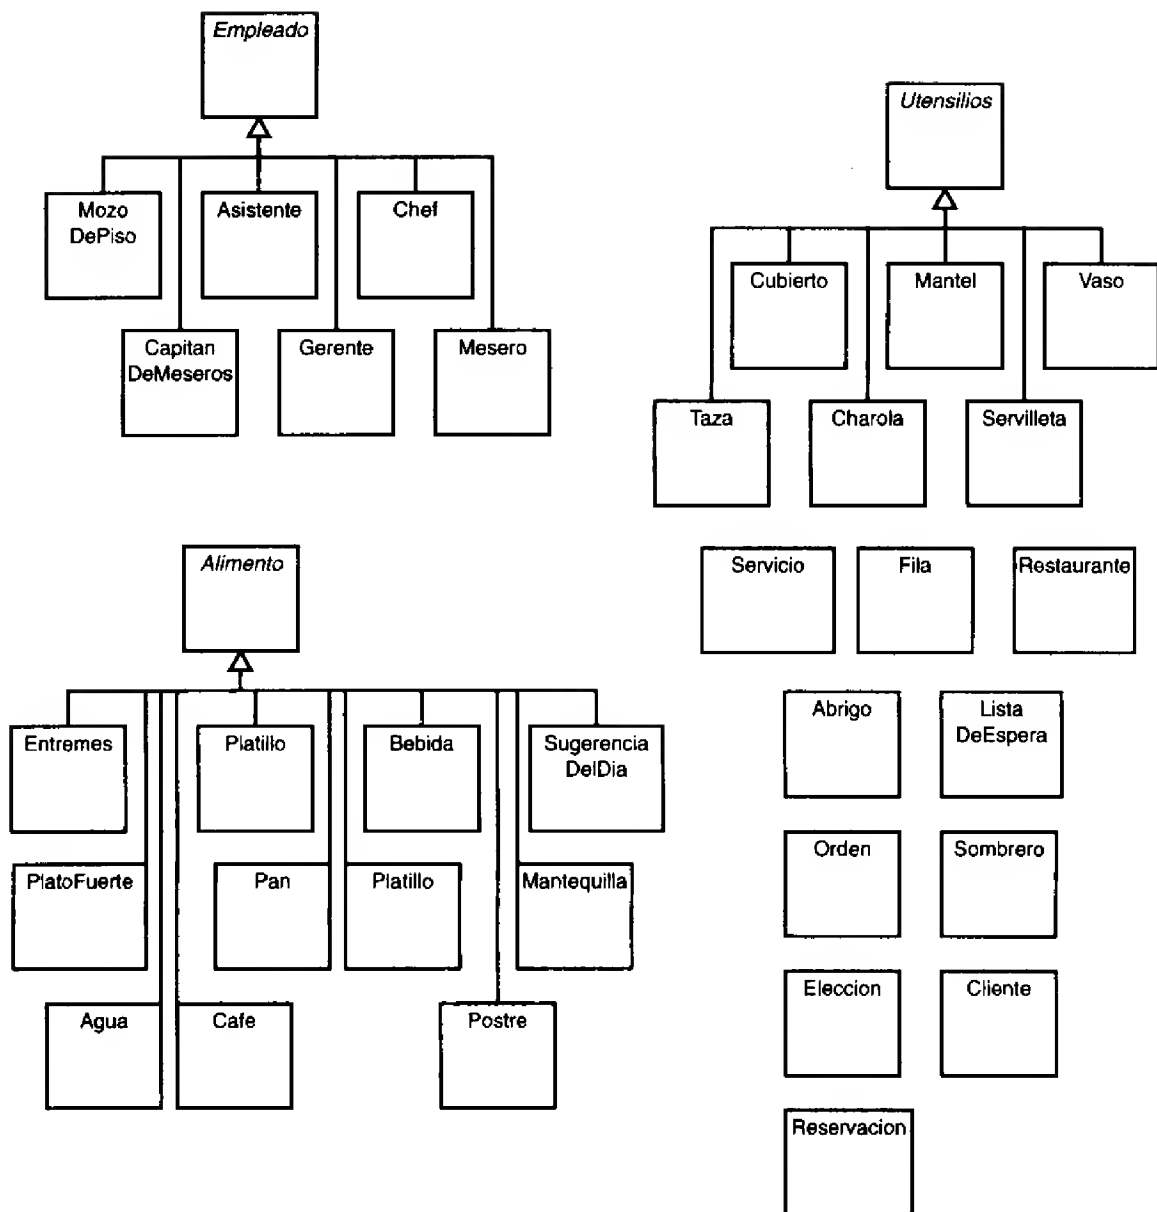 Empleado
Mozo
DePiso
Asistente
Chef
Capitan
DeMeseros
Gerente
Mesero
Utensilios
Cubierto
Mantel
Vaso
Taza
Charola
Servilleta
Servicio
Fila
Restaurante
Alimento
Entremes
Platillo
Bebida
Sugerencia
DelDia
PlatoFuerte
Pan
Platillo
Mantequilla
Agua
Cafe
Postre
Abrigo
Lista
DeEspera
Orden
Sombrero
Eleccion
Cliente
Reservacion